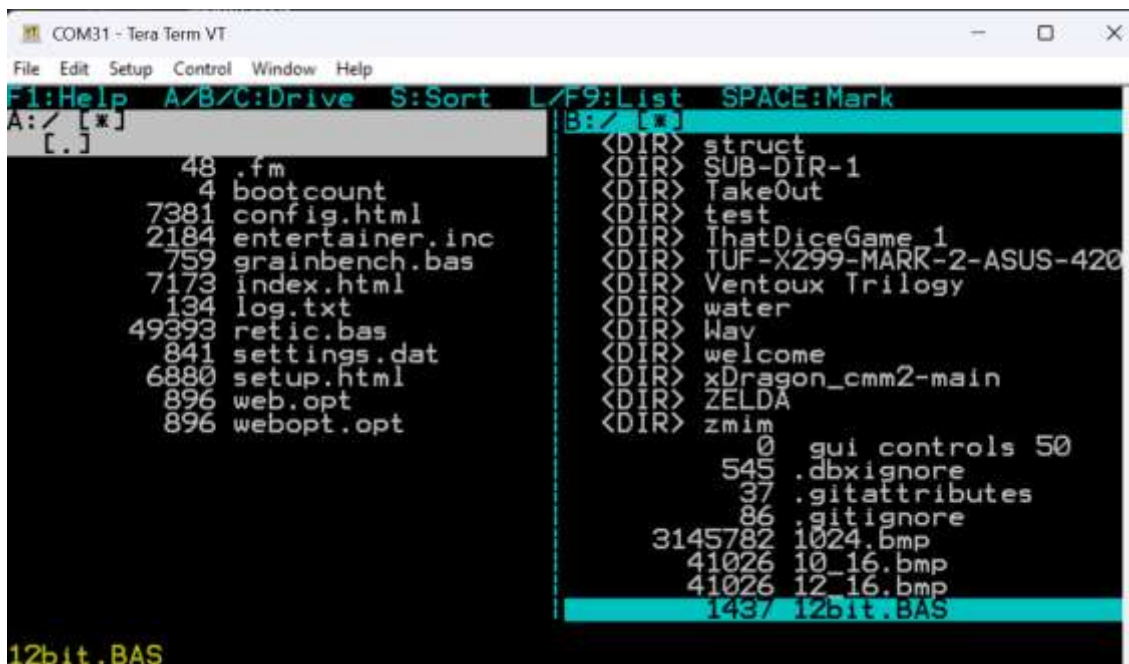 COM31 - Tera Term VT
File Edit Setup Control Window Help
F1:Help A/B/C:Drive S:Sort L/F9:List SPACE:Mark
A:/ [*]
[.]
48 .fm
4 bootcount
7381 config.html
2184 entertainer.inc
759 grainbench.bas
7173 index.html
134 log.txt
49393 retic.bas
841 settings.dat
6880 setup.html
896 web.opt
896 webopt.opt
B:/ [*]
<DIR> struct
<DIR> SUB-DIR-1
<DIR> TakeOut
<DIR> test
<DIR> ThatDiceGame_1
<DIR> TUF-X299-MARK-2-ASUS-420
<DIR> Ventoux Trilogy
<DIR> water
<DIR> Wav
<DIR> welcome
<DIR> xDragon_cmm2-main
<DIR> ZELDA
<DIR> zmim
0 gui controls 50
545 .dbxignore
37 .gitattributes
86 .gitignore
3145782 1024.bmp
41026 10_16.bmp
41026 12_16.bmp
1437 12bit.BAS
12bit.BAS